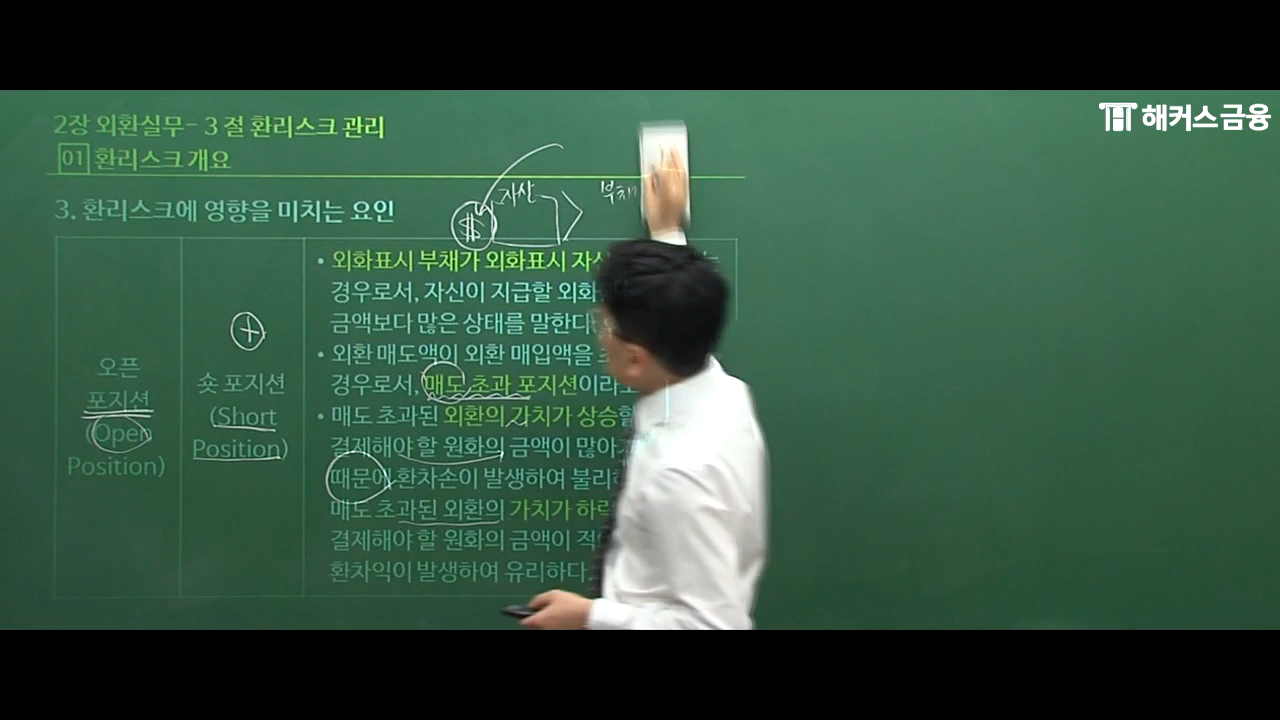 해커스금융
2장 외환실무- 3절 환리스크 관리
01 환리스크 개요
3. 환리스크에 영향을 미치는 요인
$ 자산 부채
오픈
포지션
(Open
Position)
+
숏 포지션
(Short
Position)
• 외화표시 부채가 외화표시 자산
경우로서, 자신이 지급할 외화
금액보다 많은 상태를 말한다
• 외환 매도액이 외환 매입액을
경우로서, 매도 초과 포지션이라고
• 매도 초과된 외환의 가치가 상승할
결제해야 할 원화의 금액이 많아
때문에 환차손이 발생하여 불리
매도 초과된 외환의 가치가 하락
결제해야 할 원화의 금액이 적
환차익이 발생하여 유리하다.